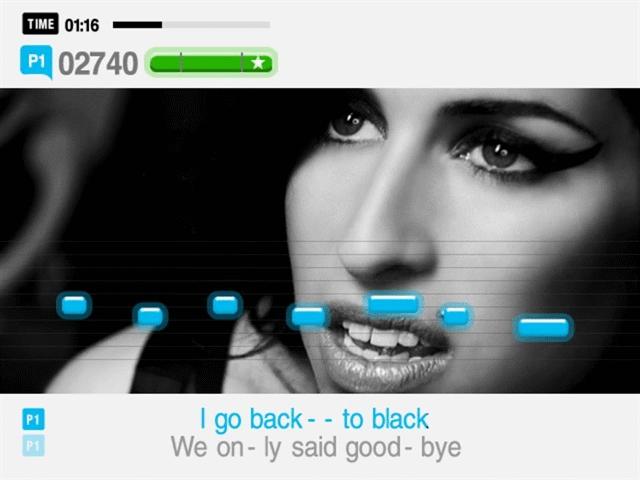 TIME 01:16
P1 02740
P1 I go back - - to black
P1 We on - ly said good - bye